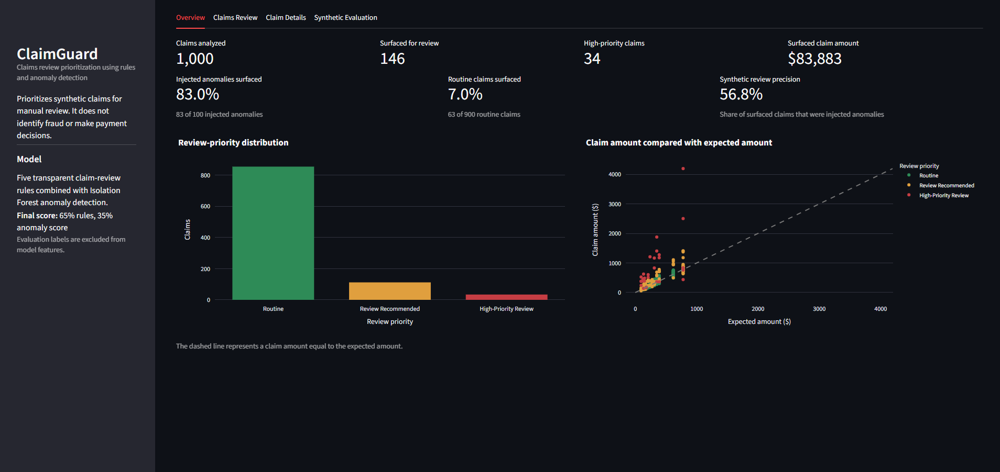 ClaimGuard
Claims review prioritization using rules
and anomaly detection
Prioritizes synthetic claims for
manual review. It does not
identify fraud or make payment
decisions.
Model
Five transparent claim-review
rules combined with Isolation
Forest anomaly detection.
Final score: 65% rules, 35%
anomaly score
Evaluation labels are excluded from
model features.
Overview
Claims Review
Claim Details
Synthetic Evaluation
Claims analyzed
1,000
Surfaced for review
146
High-priority claims
34
Surfaced claim amount
$83,883
Injected anomalies surfaced
83.0%
83 of 100 injected anomalies
Routine claims surfaced
7.0%
63 of 900 routine claims
Synthetic review precision
56.8%
Share of surfaced claims that were injected anomalies
Review-priority distribution
Claims
800
600
400
200
0
Routine
Review Recommended
High-Priority Review
Review priority
Claim amount compared with expected amount
Claim amount ($)
4000
3000
2000
1000
0
0
1000
2000
3000
4000
Expected amount ($)
Review priority
Routine
Review Recommended
High-Priority Review
The dashed line represents a claim amount equal to the expected amount.